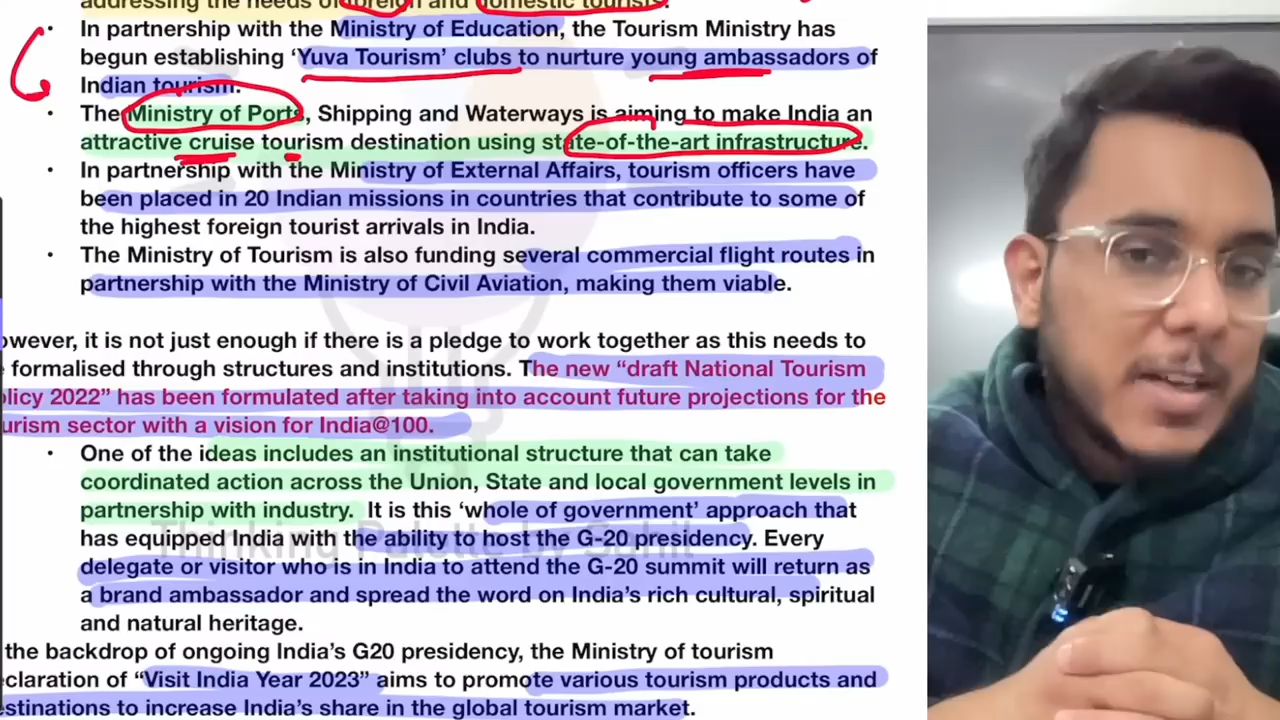 addressing the needs of foreign and domestic tourists.
• In partnership with the Ministry of Education, the Tourism Ministry has
begun establishing ‘Yuva Tourism’ clubs to nurture young ambassadors of
Indian tourism.
• The Ministry of Ports, Shipping and Waterways is aiming to make India an
attractive cruise tourism destination using state-of-the-art infrastructure.
• In partnership with the Ministry of External Affairs, tourism officers have
been placed in 20 Indian missions in countries that contribute to some of
the highest foreign tourist arrivals in India.
• The Ministry of Tourism is also funding several commercial flight routes in
partnership with the Ministry of Civil Aviation, making them viable.
owever, it is not just enough if there is a pledge to work together as this needs to
formalised through structures and institutions. The new “draft National Tourism
olicy 2022” has been formulated after taking into account future projections for the
urism sector with a vision for India@100.
• One of the ideas includes an institutional structure that can take
coordinated action across the Union, State and local government levels in
partnership with industry. It is this ‘whole of government’ approach that
has equipped India with the ability to host the G-20 presidency. Every
delegate or visitor who is in India to attend the G-20 summit will return as
a brand ambassador and spread the word on India’s rich cultural, spiritual
and natural heritage.
the backdrop of ongoing India’s G20 presidency, the Ministry of tourism
claration of “Visit India Year 2023” aims to promote various tourism products and
estinations to increase India’s share in the global tourism market.
Thinking Palette by Suhit